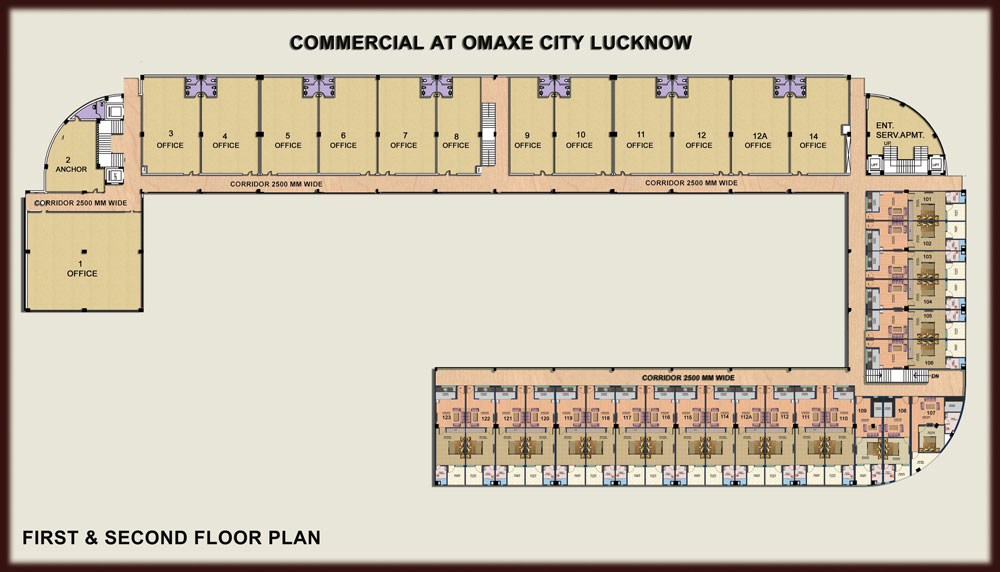 COMMERCIAL AT OMAXE CITY LUCKNOW
3
OFFICE
4
OFFICE
5
OFFICE
6
OFFICE
7
OFFICE
8
OFFICE
9
OFFICE
10
OFFICE
11
OFFICE
12
OFFICE
12A
OFFICE
14
OFFICE
ENT.
SERV.APMT.
UP
LIFT
LIFT
2
ANCHOR
CORRIDOR 2500 MM WIDE
CORRIDOR 2500 MM WIDE
CORRIDOR 2500 MM WIDE
1
OFFICE
101
102
103
104
105
106
DN
CORRIDOR 2500 MM WIDE
123
122
121
120
119
118
117
116
115
114
112A
112
111
110
109
108
107
FIRST & SECOND FLOOR PLAN